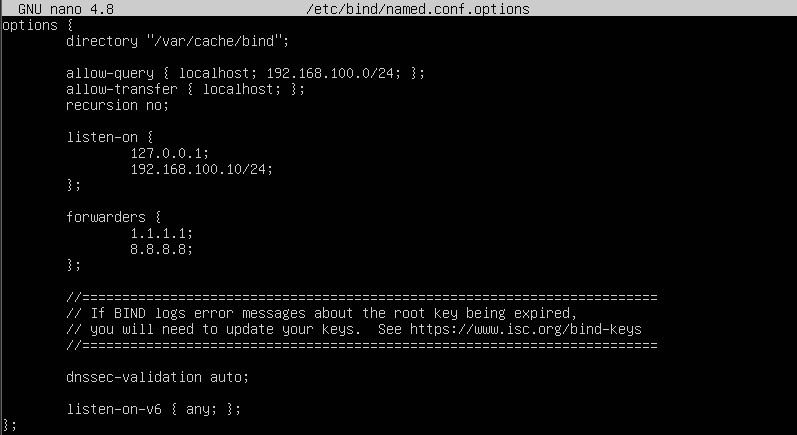 GNU nano 4.8 /etc/bind/named.conf.options
options {
directory "/var/cache/bind";
allow-query { localhost; 192.168.100.0/24; };
allow-transfer { localhost; };
recursion no;
listen-on {
127.0.0.1;
192.168.100.10/24;
};
forwarders {
1.1.1.1;
8.8.8.8;
};
//========================================================================
// If BIND logs error messages about the root key being expired,
// you will need to update your keys.  See https://www.isc.org/bind-keys
//========================================================================
dnssec-validation auto;
listen-on-v6 { any; };
};